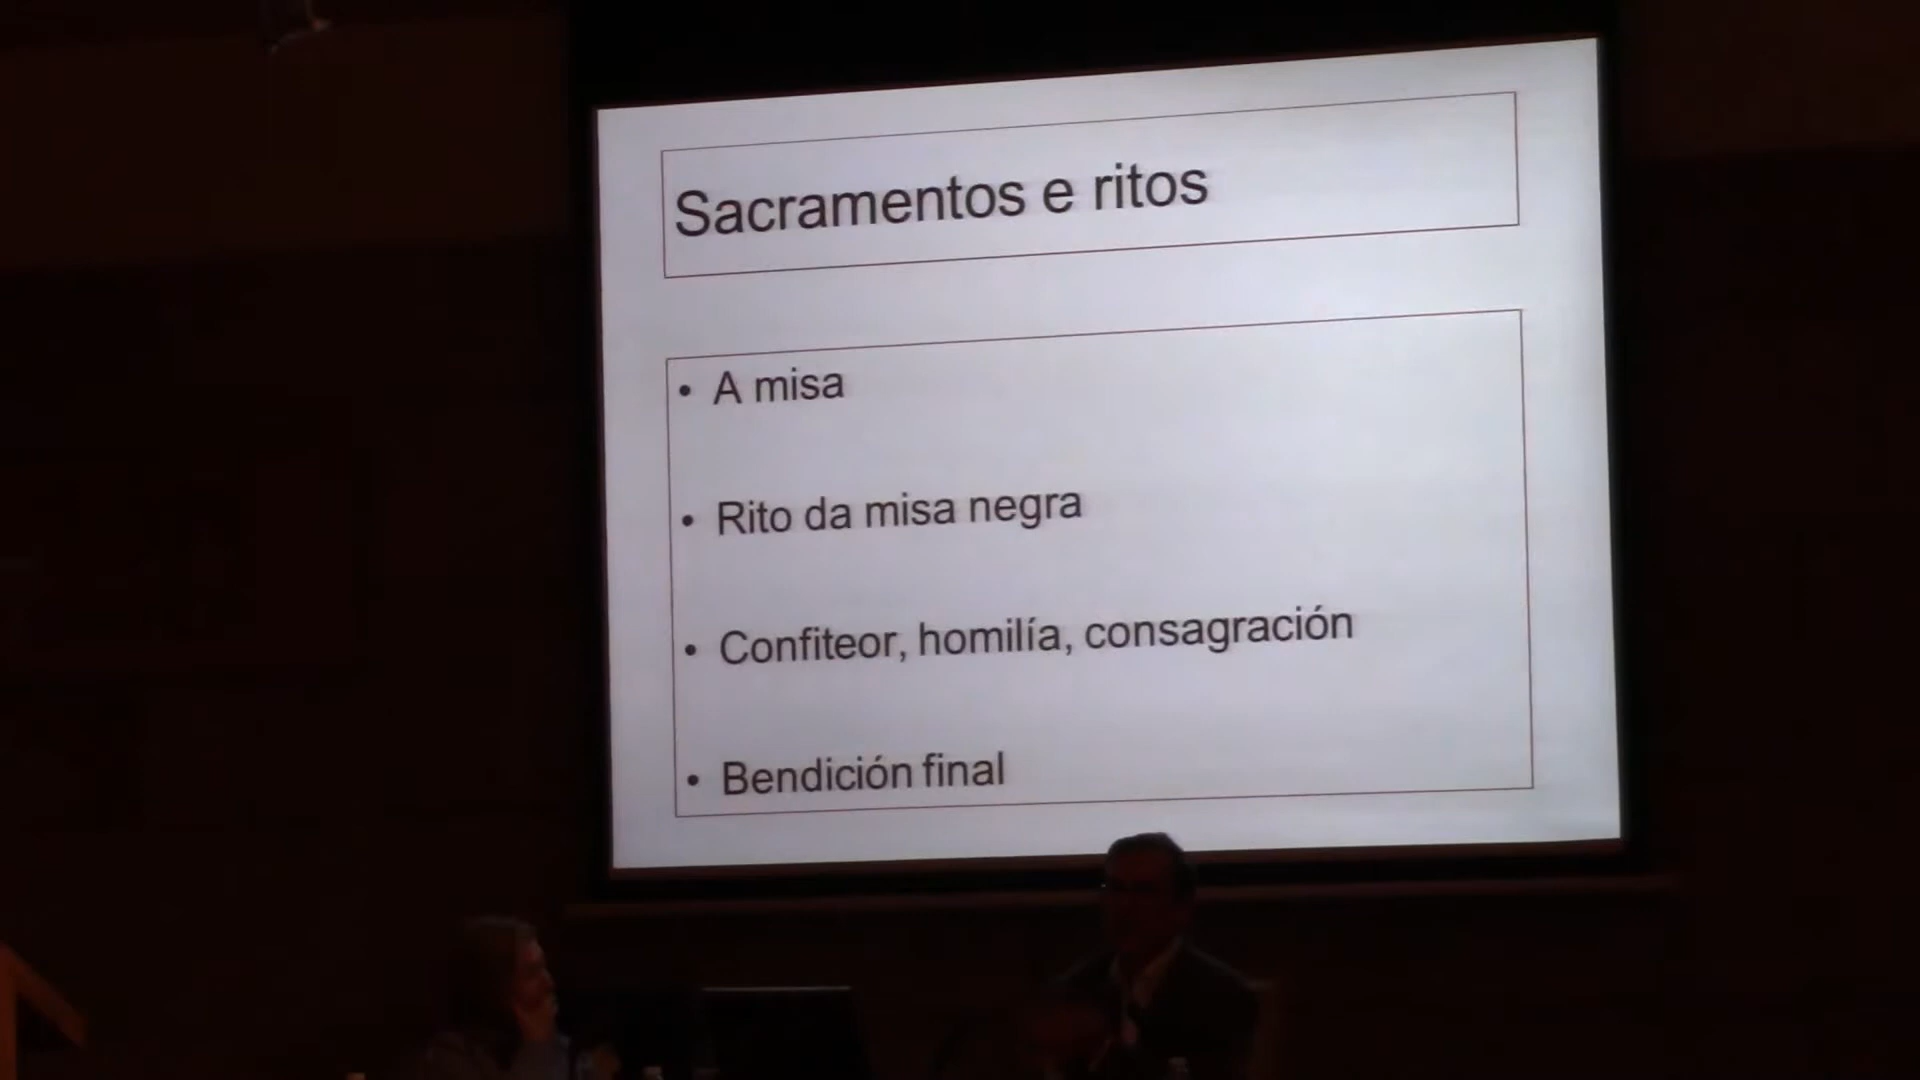 Sacramentos e ritos
• A misa
• Rito da misa negra
• Confiteor, homilía, consagración
• Bendición final